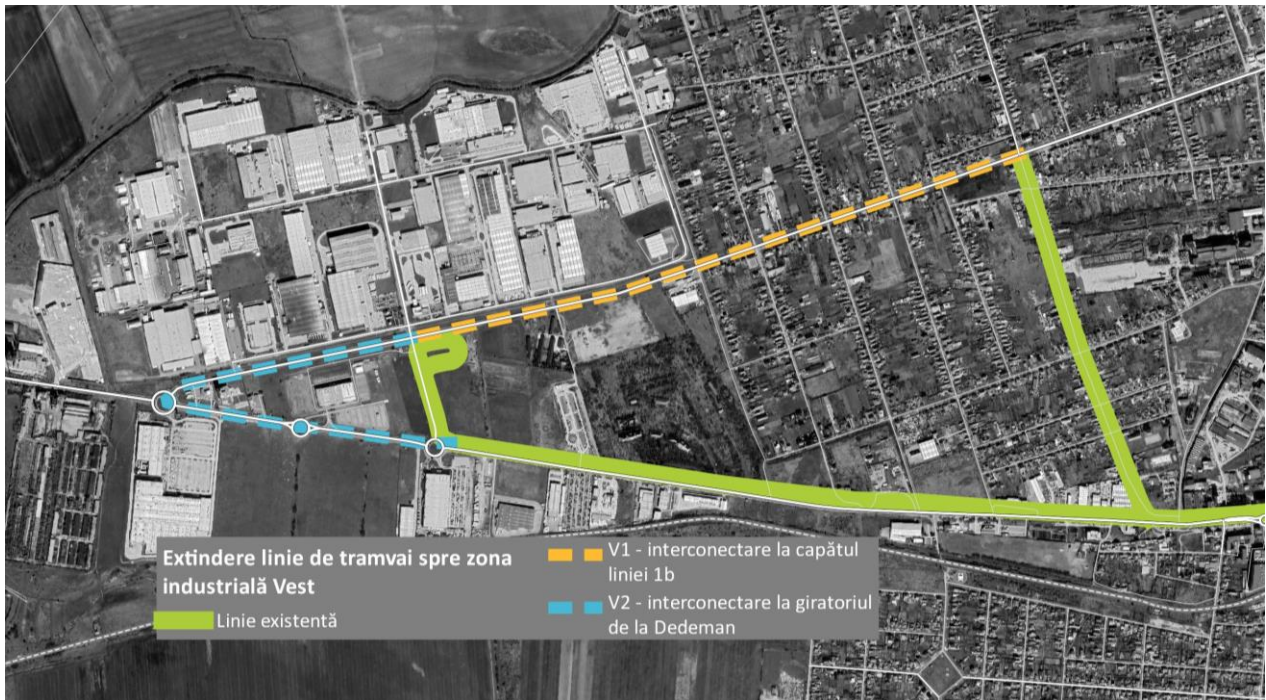 Extindere linie de tramvai spre zona
industrială Vest
Linie existentă
V1 - interconectare la capătul
liniei 1b
V2 - interconectare la giratoriul
de la Dedeman